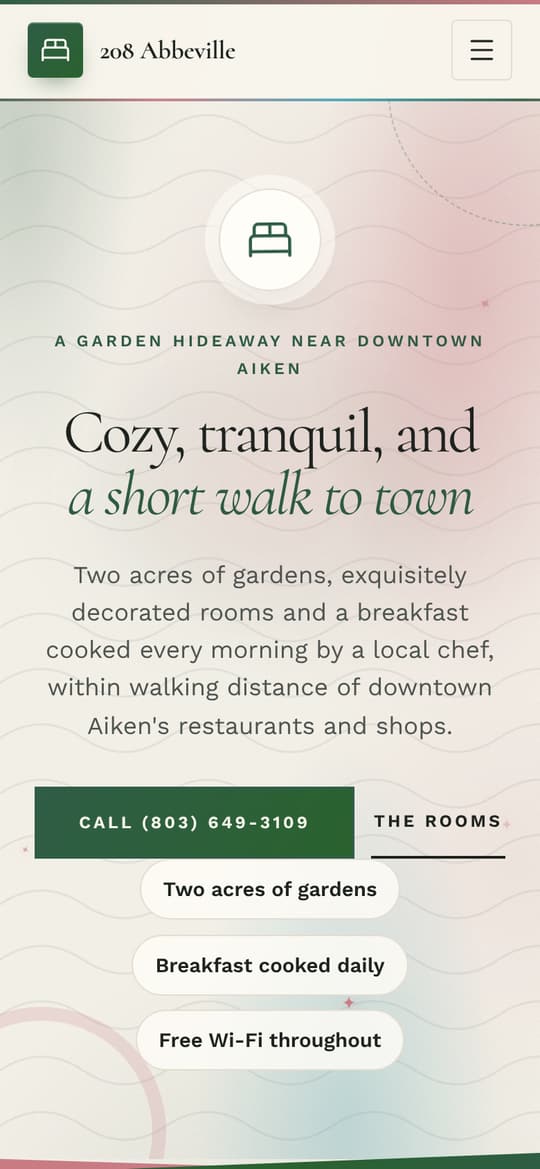 208 Abbeville
A GARDEN HIDEAWAY NEAR DOWNTOWN
AIKEN
Cozy, tranquil, and
a short walk to town
Two acres of gardens, exquisitely
decorated rooms and a breakfast
cooked every morning by a local chef,
within walking distance of downtown
Aiken's restaurants and shops.
CALL (803) 649-3109
THE ROOMS
Two acres of gardens
Breakfast cooked daily
Free Wi-Fi throughout